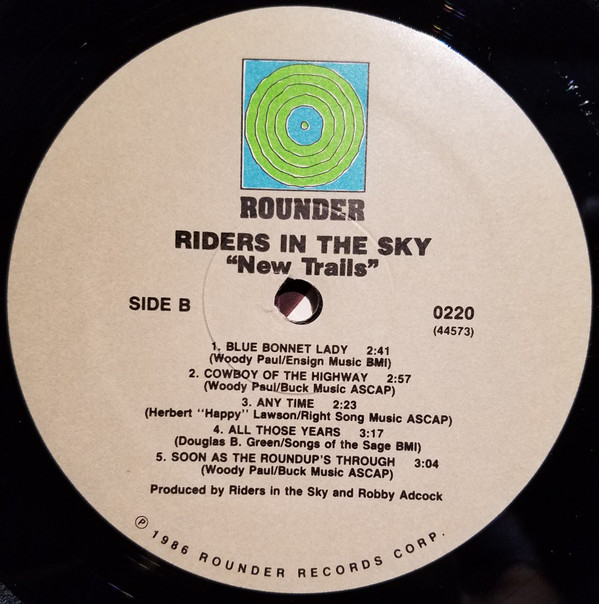 ROUNDER
RIDERS IN THE SKY
“New Trails”
SIDE B
0220
(44573)
1. BLUE BONNET LADY 2:41
(Woody Paul/Ensign Music BMI)
2. COWBOY OF THE HIGHWAY 2:57
(Woody Paul/Buck Music ASCAP)
3. ANY TIME 2:23
(Herbert "Happy" Lawson/Right Song Music ASCAP)
4. ALL THOSE YEARS 3:17
(Douglas B. Green/Songs of the Sage BMI)
5. SOON AS THE ROUNDUP'S THROUGH 3:04
(Woody Paul/Buck Music ASCAP)
Produced by Riders in the Sky and Robby Adcock
℗ 1986 ROUNDER RECORDS CORP.